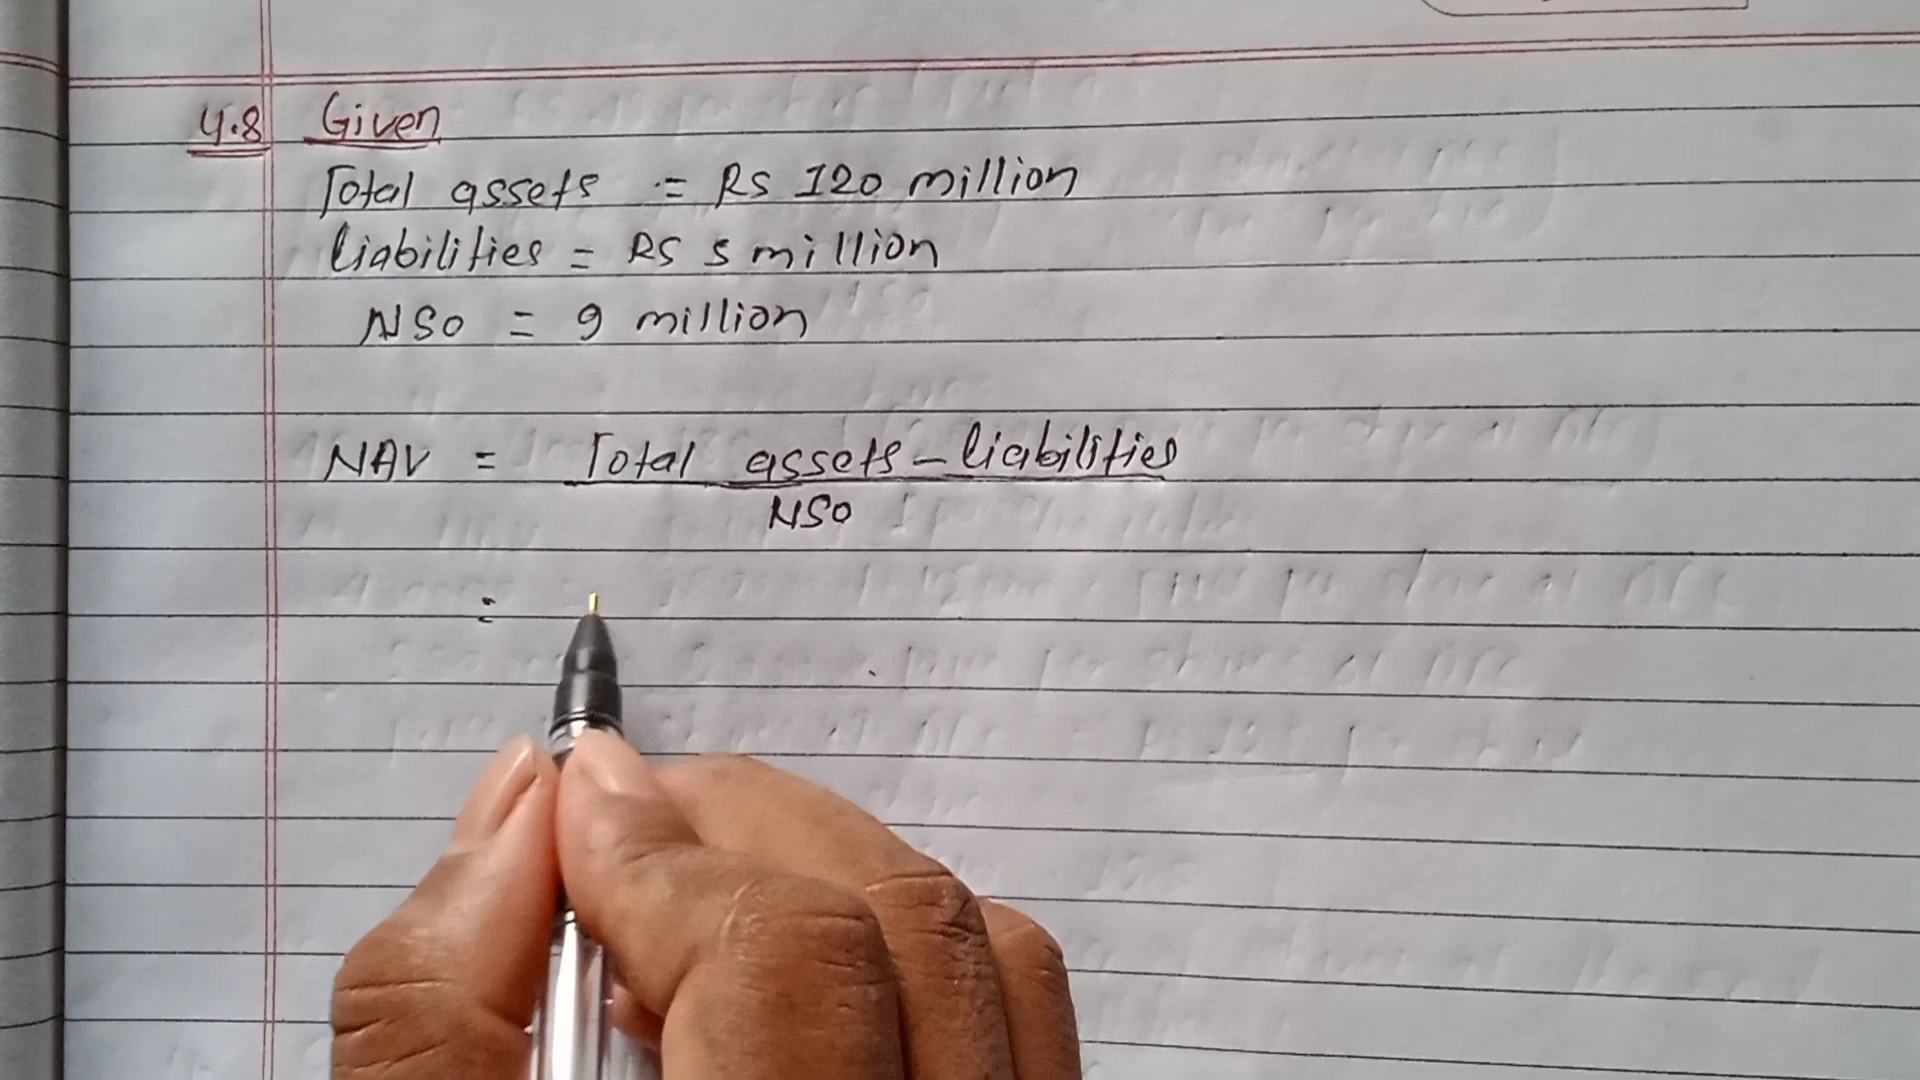 4.8 Given
Total assets = Rs 120 million
liabilities = RS 5 million
NSO = 9 million
NAV = Total assets - liabilities
NSO
=